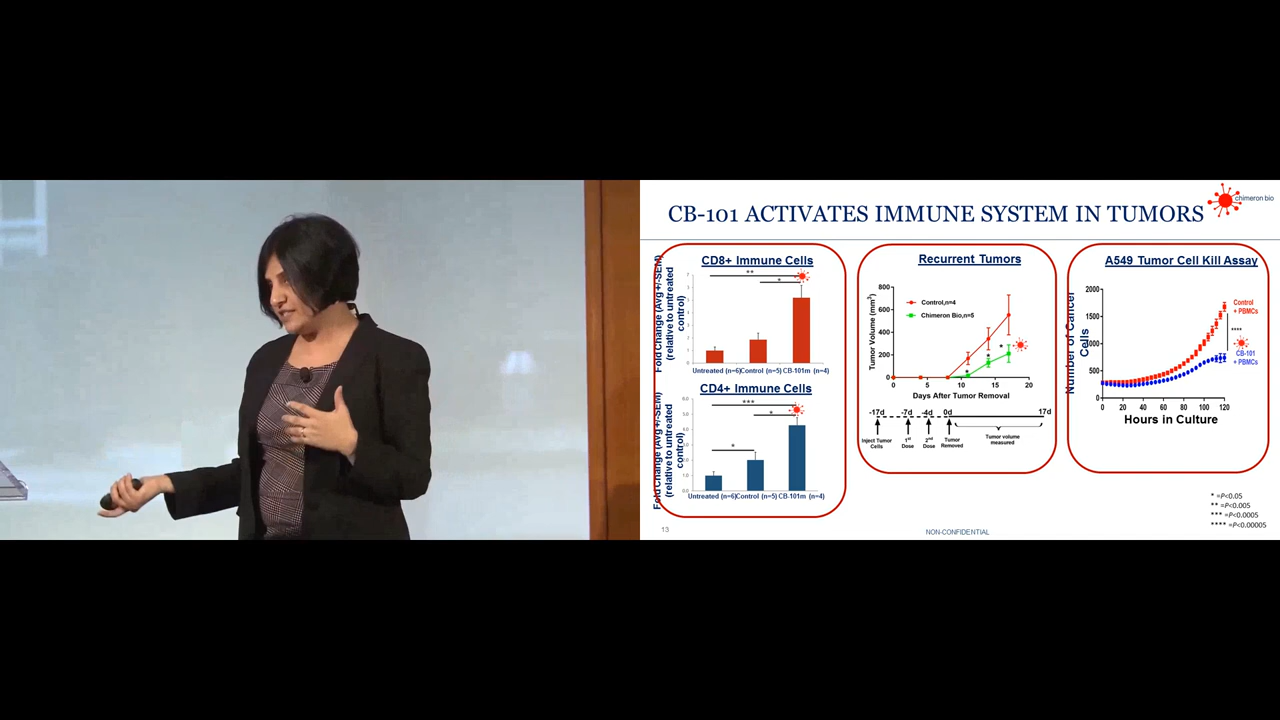 CB-101 ACTIVATES IMMUNE SYSTEM IN TUMORS
chimeron bio
CD8+ Immune Cells
Fold Change (Avg +/-SEM)
(relative to untreated
control)
**
*
Untreated (n=6)
Control (n=5)
CB-101m (n=4)
CD4+ Immune Cells
Fold Change (Avg +/-SEM)
(relative to untreated
control)
***
*
*
Untreated (n=6)
Control (n=5)
CB-101m (n=4)
Recurrent Tumors
Tumor Volume (mm³)
800
600
400
200
0
Control,n=4
Chimeron Bio,n=5
*
*
*
0 5 10 15 20
Days After Tumor Removal
-17d -7d -4d 0d 17d
Inject Tumor
Cells
1st
Dose
2nd
Dose
Tumor
Removed
Tumor volume
measured
A549 Tumor Cell Kill Assay
Number of Cancer
Cells
2000
1500
1000
500
0
Control
+ PBMCs
****
CB-101
+ PBMCs
0 20 40 60 80 100 120
Hours in Culture
* =P<0.05
** =P<0.005
*** =P<0.0005
**** =P<0.00005
13
NON-CONFIDENTIAL